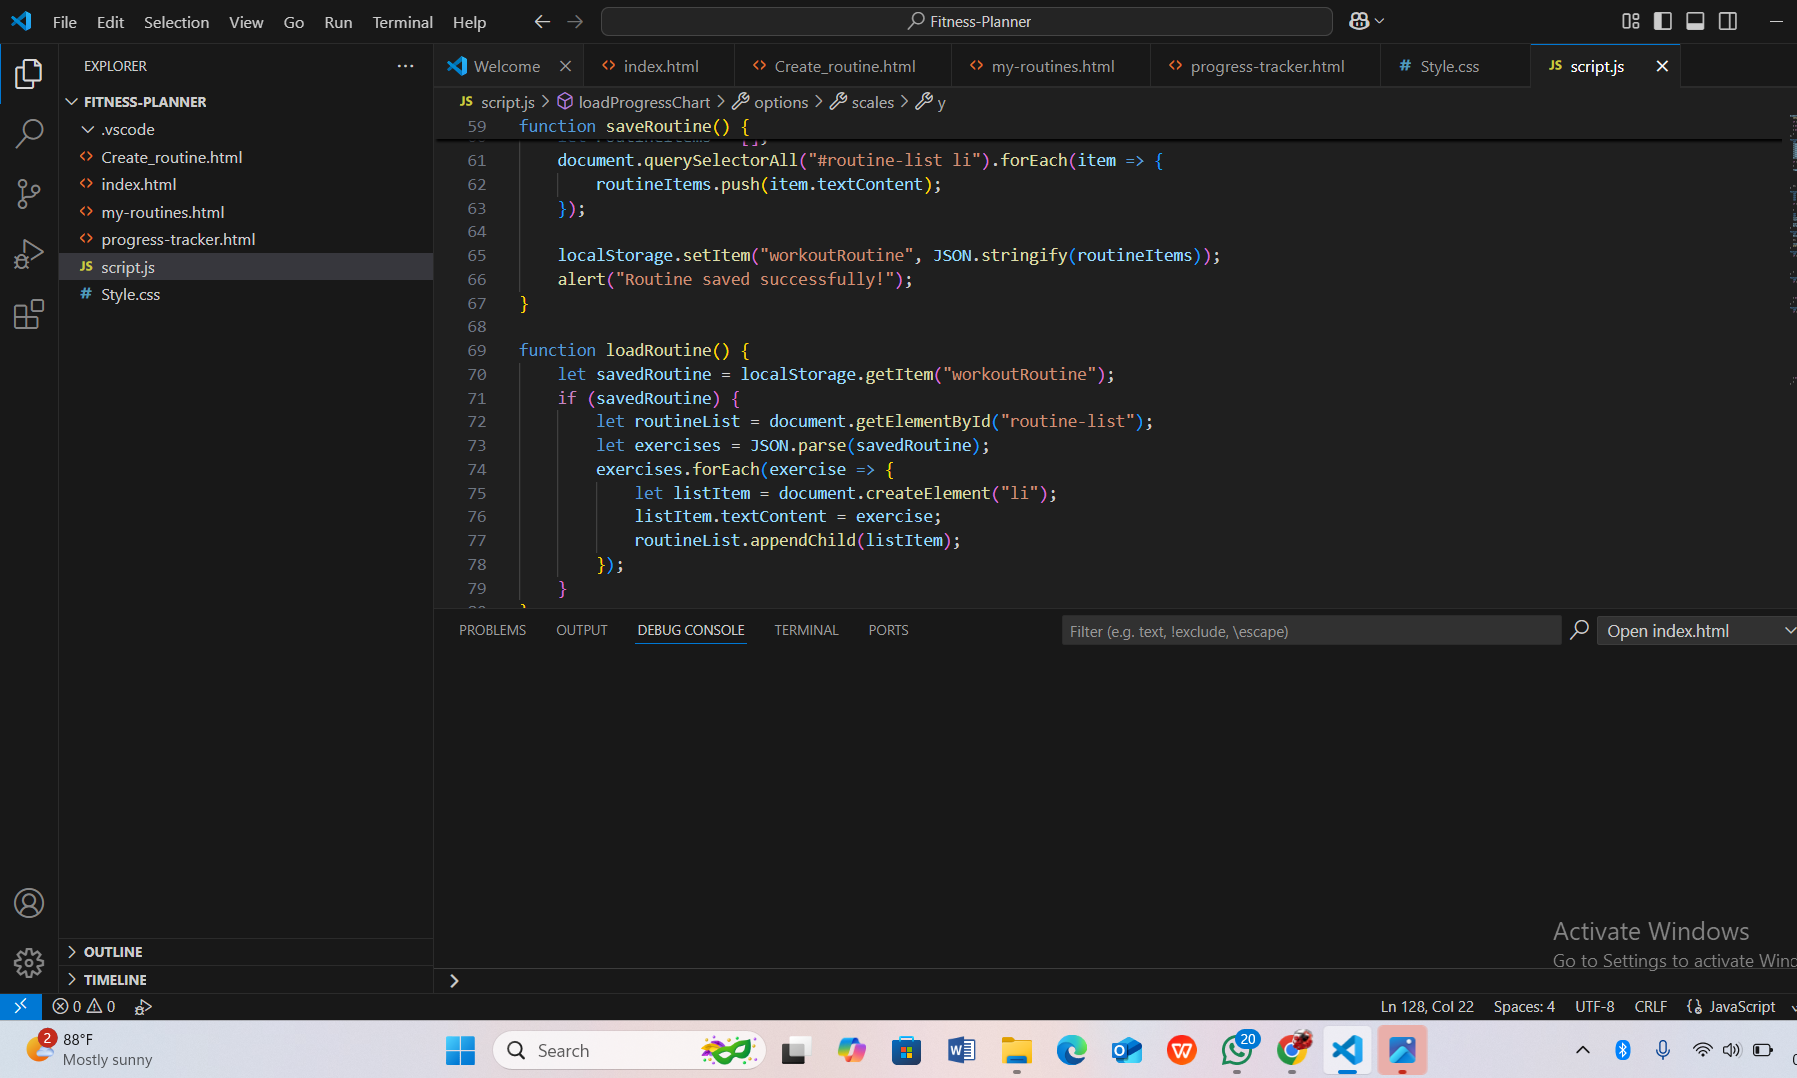 File Edit Selection View Go Run Terminal Help
Fitness-Planner
EXPLORER
FITNESS-PLANNER
.vscode
Create_routine.html
index.html
my-routines.html
progress-tracker.html
JS script.js
# Style.css
OUTLINE
TIMELINE
Welcome
index.html
Create_routine.html
my-routines.html
progress-tracker.html
# Style.css
JS script.js
JS script.js > loadProgressChart > options > scales > y
59 function saveRoutine() {
61 document.querySelectorAll("#routine-list li").forEach(item => {
62 routineItems.push(item.textContent);
63 });
64
65 localStorage.setItem("workoutRoutine", JSON.stringify(routineItems));
66 alert("Routine saved successfully!");
67 }
68
69 function loadRoutine() {
70 let savedRoutine = localStorage.getItem("workoutRoutine");
71 if (savedRoutine) {
72 let routineList = document.getElementById("routine-list");
73 let exercises = JSON.parse(savedRoutine);
74 exercises.forEach(exercise => {
75 let listItem = document.createElement("li");
76 listItem.textContent = exercise;
77 routineList.appendChild(listItem);
78 });
79 }
PROBLEMS OUTPUT DEBUG CONSOLE TERMINAL PORTS
Filter (e.g. text, !exclude, \escape)
Open index.html
Activate Windows
Go to Settings to activate Win
0 0
Ln 128, Col 22 Spaces: 4 UTF-8 CRLF {} JavaScript
2
88°F
Mostly sunny
Search
20